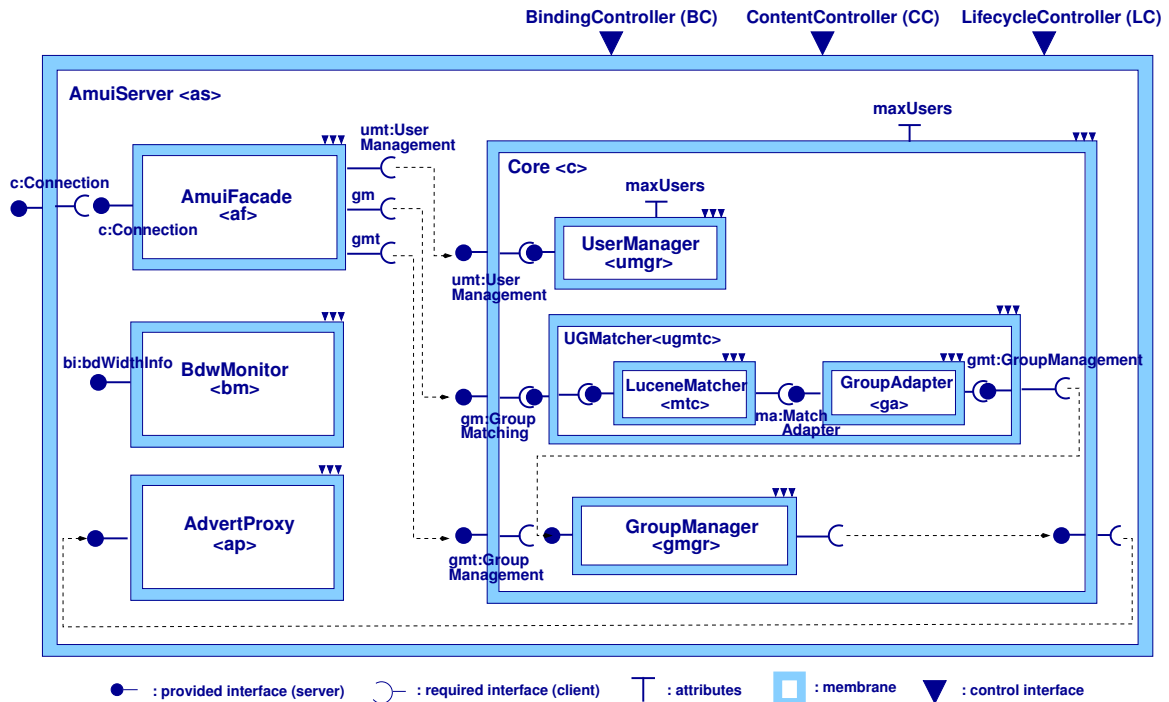 BindingController (BC)
ContentController (CC)
LifecycleController (LC)
AmuiServer <as>
maxUsers
umt:User
Management
Core <c>
c:Connection
AmuiFacade
<af>
gm
maxUsers
c:Connection
gmt
UserManager
<umgr>
umt:User
Management
UGMatcher<ugmtc>
bi:bdWidthInfo
BdwMonitor
<bm>
gmt:GroupManagement
LuceneMatcher
<mtc>
GroupAdapter
<ga>
gm:Group
Matching
ma:Match
Adapter
AdvertProxy
<ap>
GroupManager
<gmgr>
gmt:Group
Management
: provided interface (server)
: required interface (client)
: attributes
: membrane
: control interface